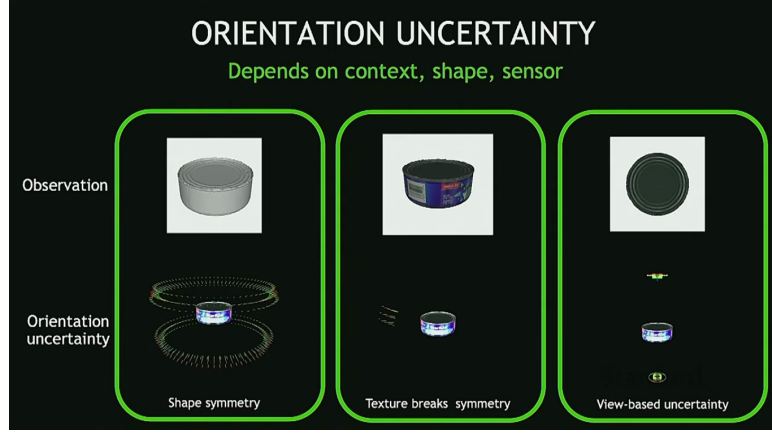 ORIENTATION UNCERTAINTY
Depends on context, shape, sensor
Observation
Orientation
uncertainty
Shape symmetry
Texture breaks symmetry
View-based uncertainty